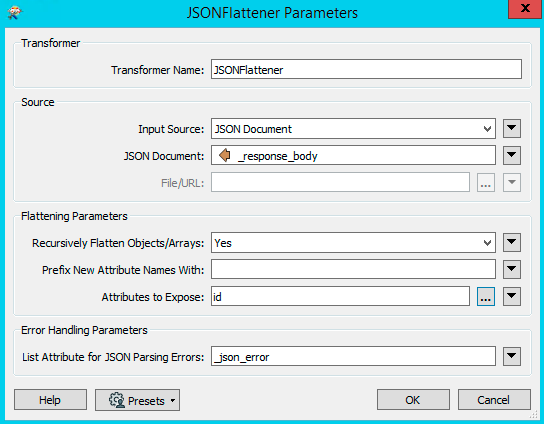 JSONFlattener Parameters
x
Transformer
Transformer Name: JSONFlattener
Source
Input Source: JSON Document
JSON Document: _response_body
File/URL: ...
Flattening Parameters
Recursively Flatten Objects/Arrays: Yes
Prefix New Attribute Names With:
Attributes to Expose: id ...
Error Handling Parameters
List Attribute for JSON Parsing Errors: _json_error
Help Presets OK Cancel